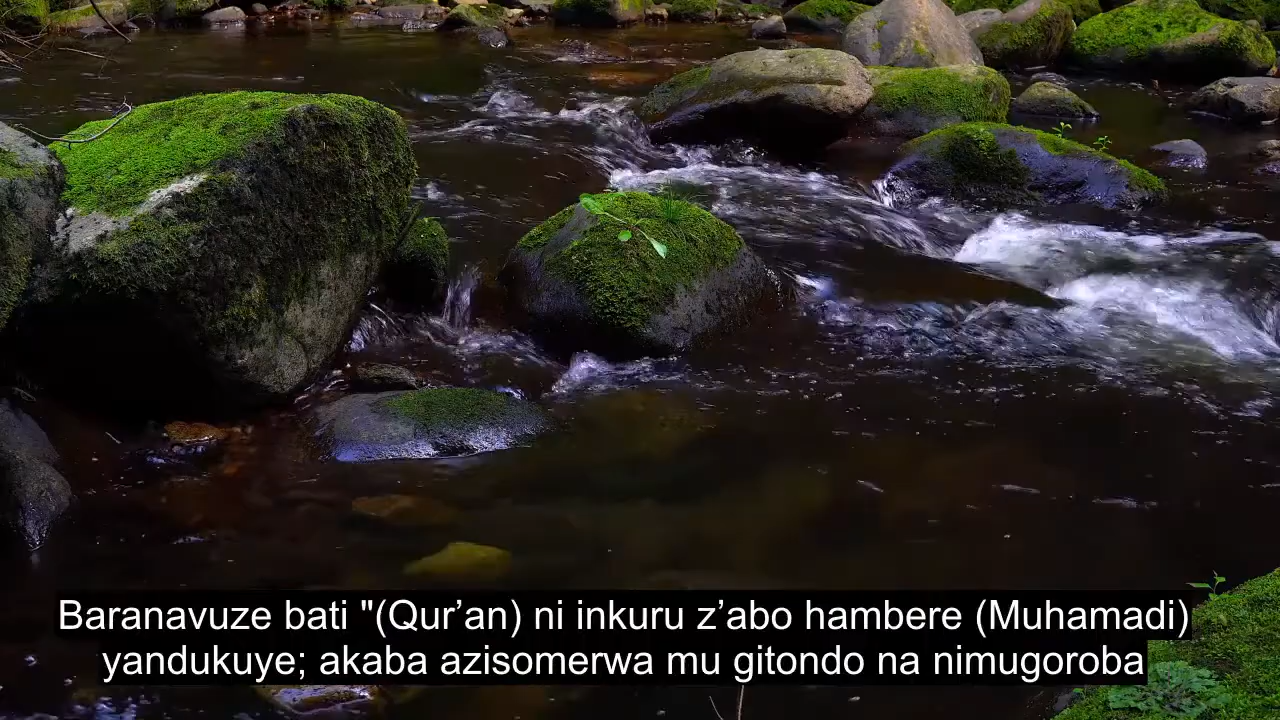 Baranavuze bati "(Qur’an) ni inkuru z’abo hambere (Muhamadi)
yandukuye; akaba azisomerwa mu gitondo na nimugoroba